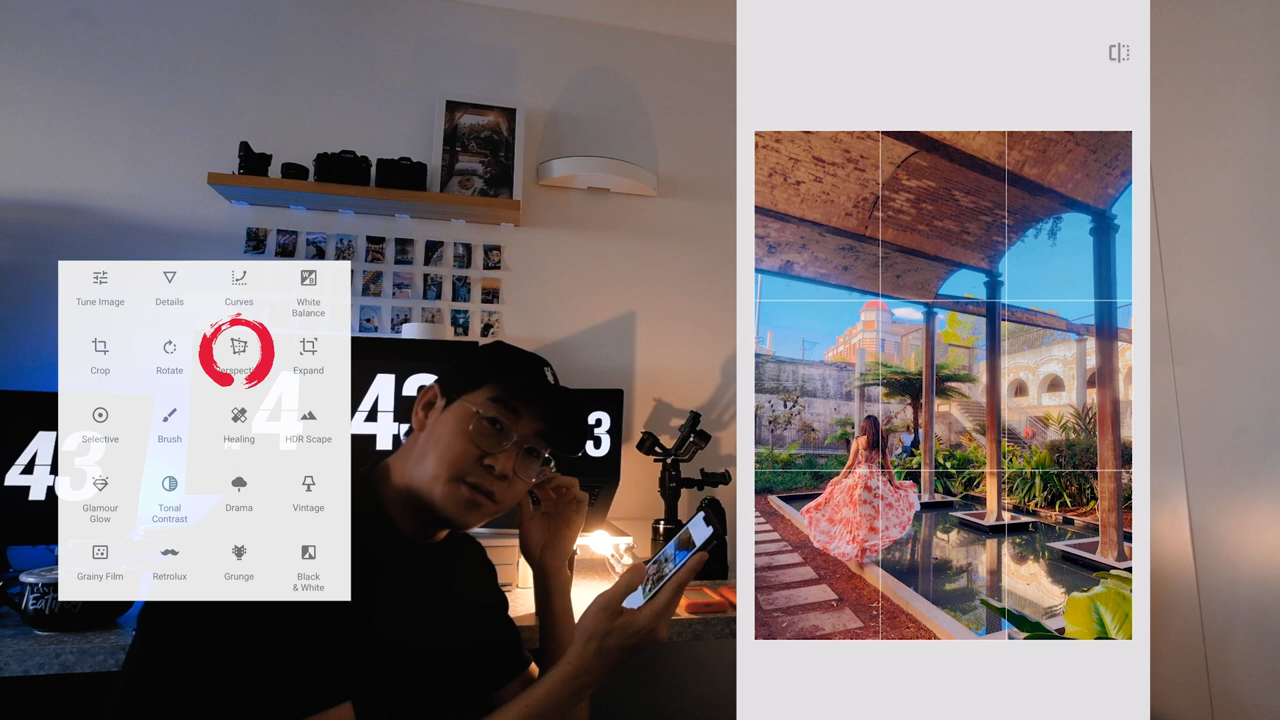 Tune Image
Details
Curves
White
Balance
Crop
Rotate
Perspecti
Expand
Selective
Brush
Healing
HDR Scape
Glamour
Glow
Tonal
Contrast
Drama
Vintage
Grainy Film
Retrolux
Grunge
Black
& White
43
4
43
3